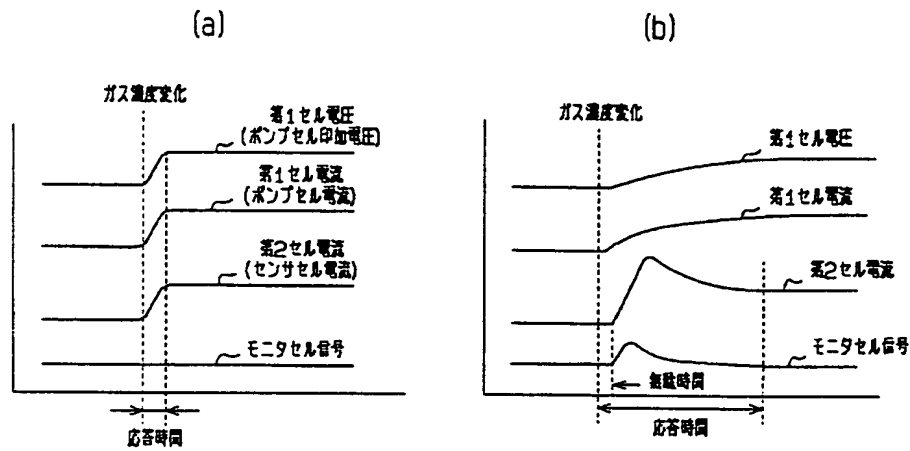 (a)
ガス濃度変化
第1セル電圧
(ポンプセル印加電圧)
第1セル電流
(ポンプセル電流)
第2セル電流
(センサセル電流)
モニタセル信号
応答時間
(b)
ガス濃度変化
第1セル電圧
第1セル電流
第2セル電流
モニタセル信号
無駄時間
応答時間